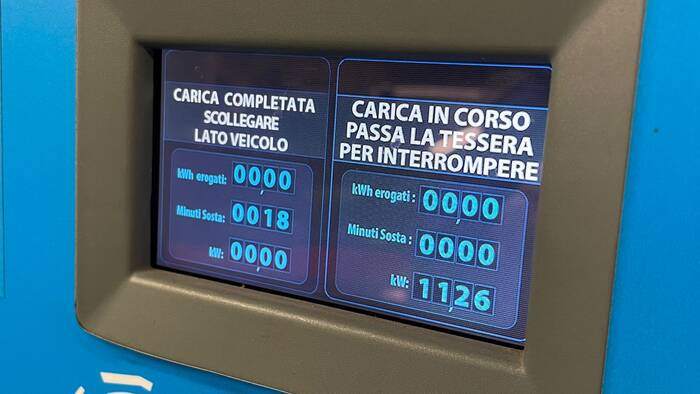 CARICA COMPLETATA
SCOLLEGARE
LATO VEICOLO
kWh erogati: 00,00
Minuti Sosta: 0018
kW: 00,00
CARICA IN CORSO
PASSA LA TESSERA
PER INTERROMPERE
kWh erogati : 00,00
Minuti Sosta : 0000
kW: 11,26